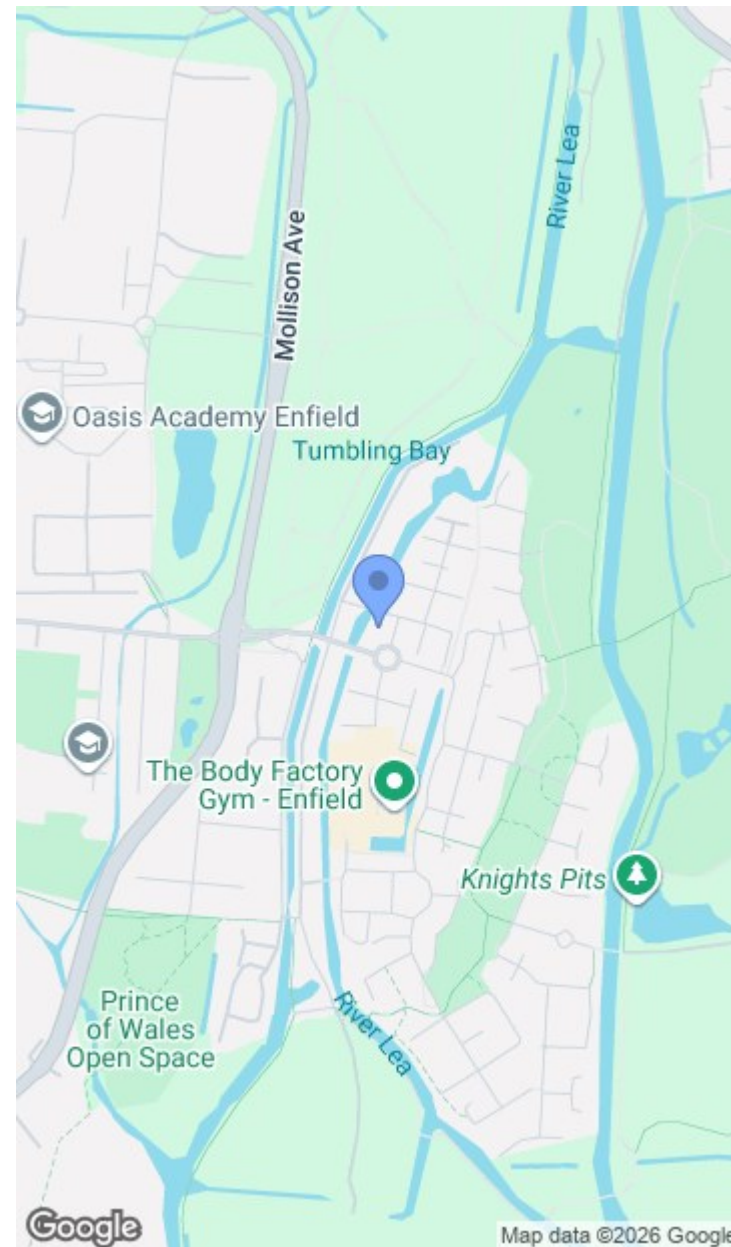 River Lea
Mollison Ave
Oasis Academy Enfield
Tumbling Bay
The Body Factory
Gym - Enfield
Knights Pits
Prince
of Wales
Open Space
River Lea
Google
Map data ©2026 Google